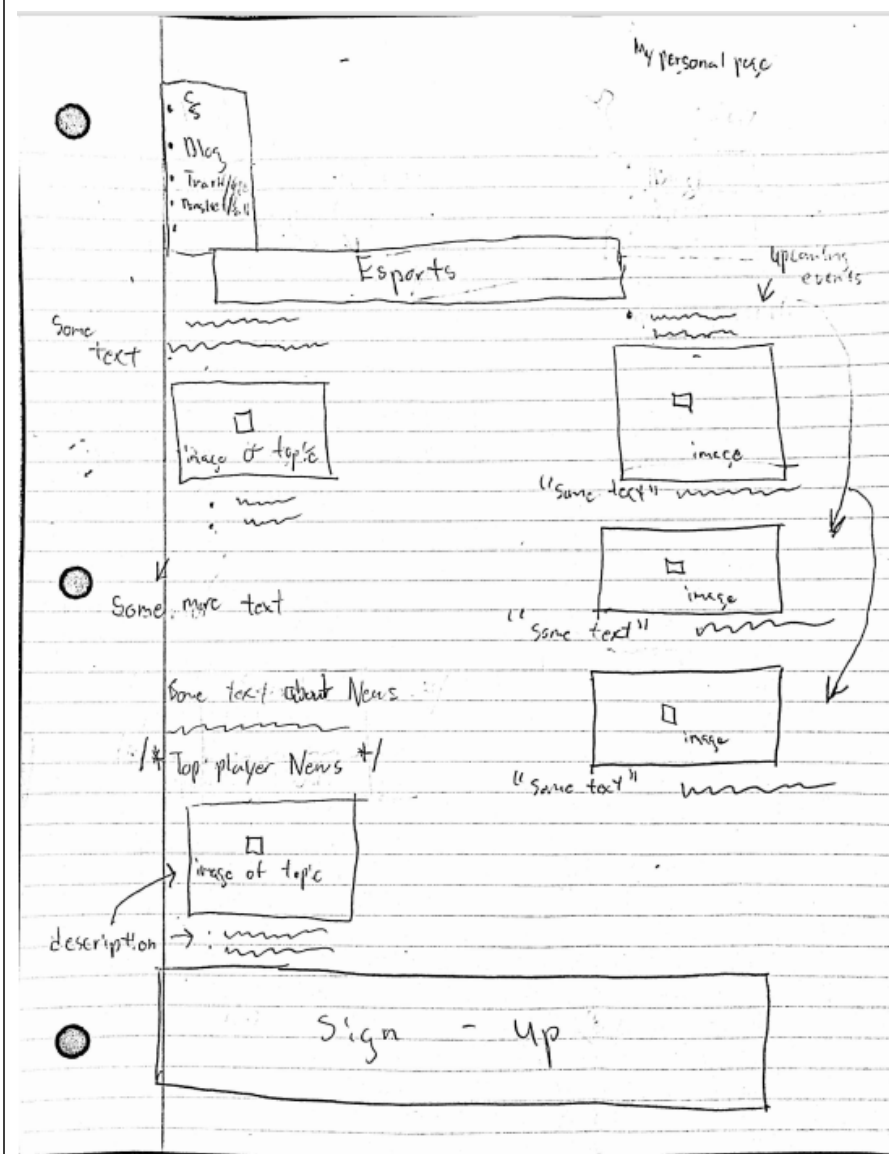 My personal page
Blog
Esports
Upcoming
events
Some
text
image of topic
image
"Some text"
Some more text
image
"Some text"
Some text about News
/* Top player News */
image
"Some text"
image of topic
description
Sign - up